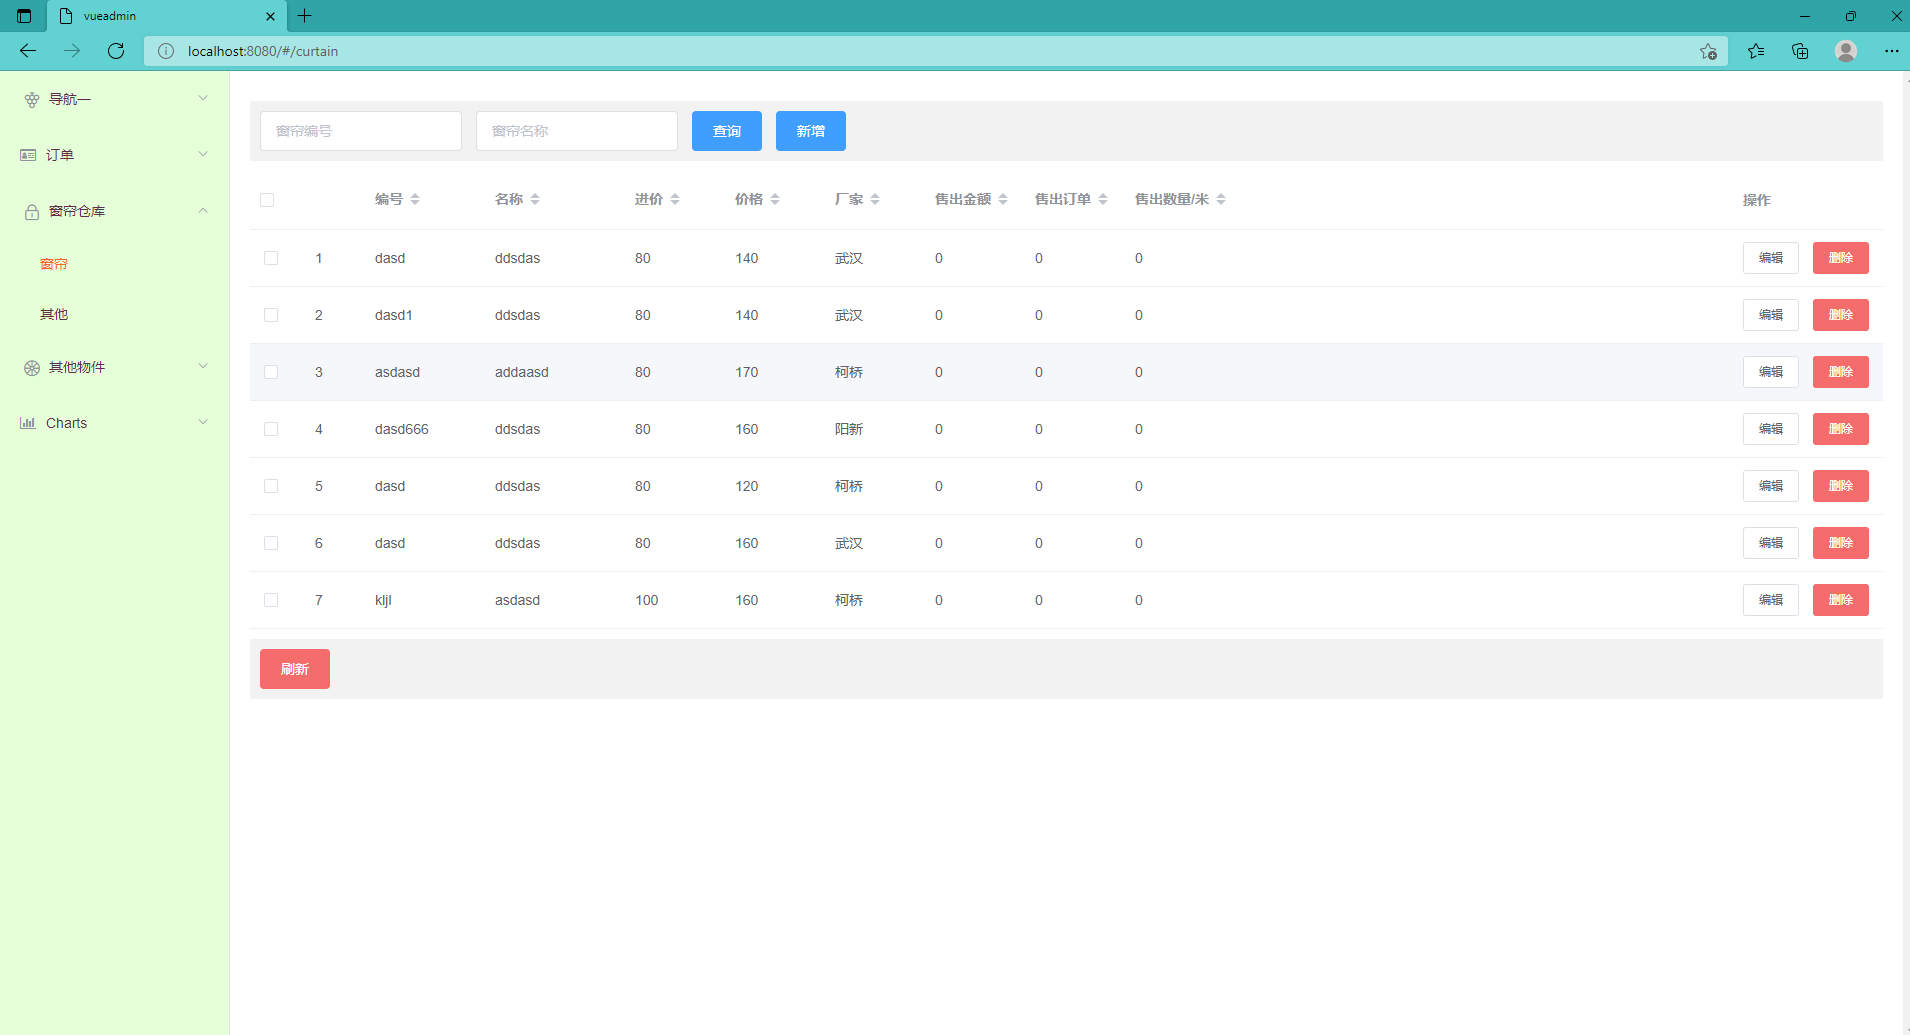 vueadmin
localhost:8080/#/curtain
导航一
订单
窗帘仓库
窗帘
其他
其他物件
Charts
窗帘编号 窗帘名称 查询 新增
编号 名称 进价 价格 厂家 售出金额 售出订单 售出数量/米 操作
1 dasd ddsdas 80 140 武汉 0 0 0 编辑 删除
2 dasd1 ddsdas 80 140 武汉 0 0 0 编辑 删除
3 asdasd addaasd 80 170 柯桥 0 0 0 编辑 删除
4 dasd666 ddsdas 80 160 阳新 0 0 0 编辑 删除
5 dasd ddsdas 80 120 柯桥 0 0 0 编辑 删除
6 dasd ddsdas 80 160 武汉 0 0 0 编辑 删除
7 kljl asdasd 100 160 柯桥 0 0 0 编辑 删除
刷新